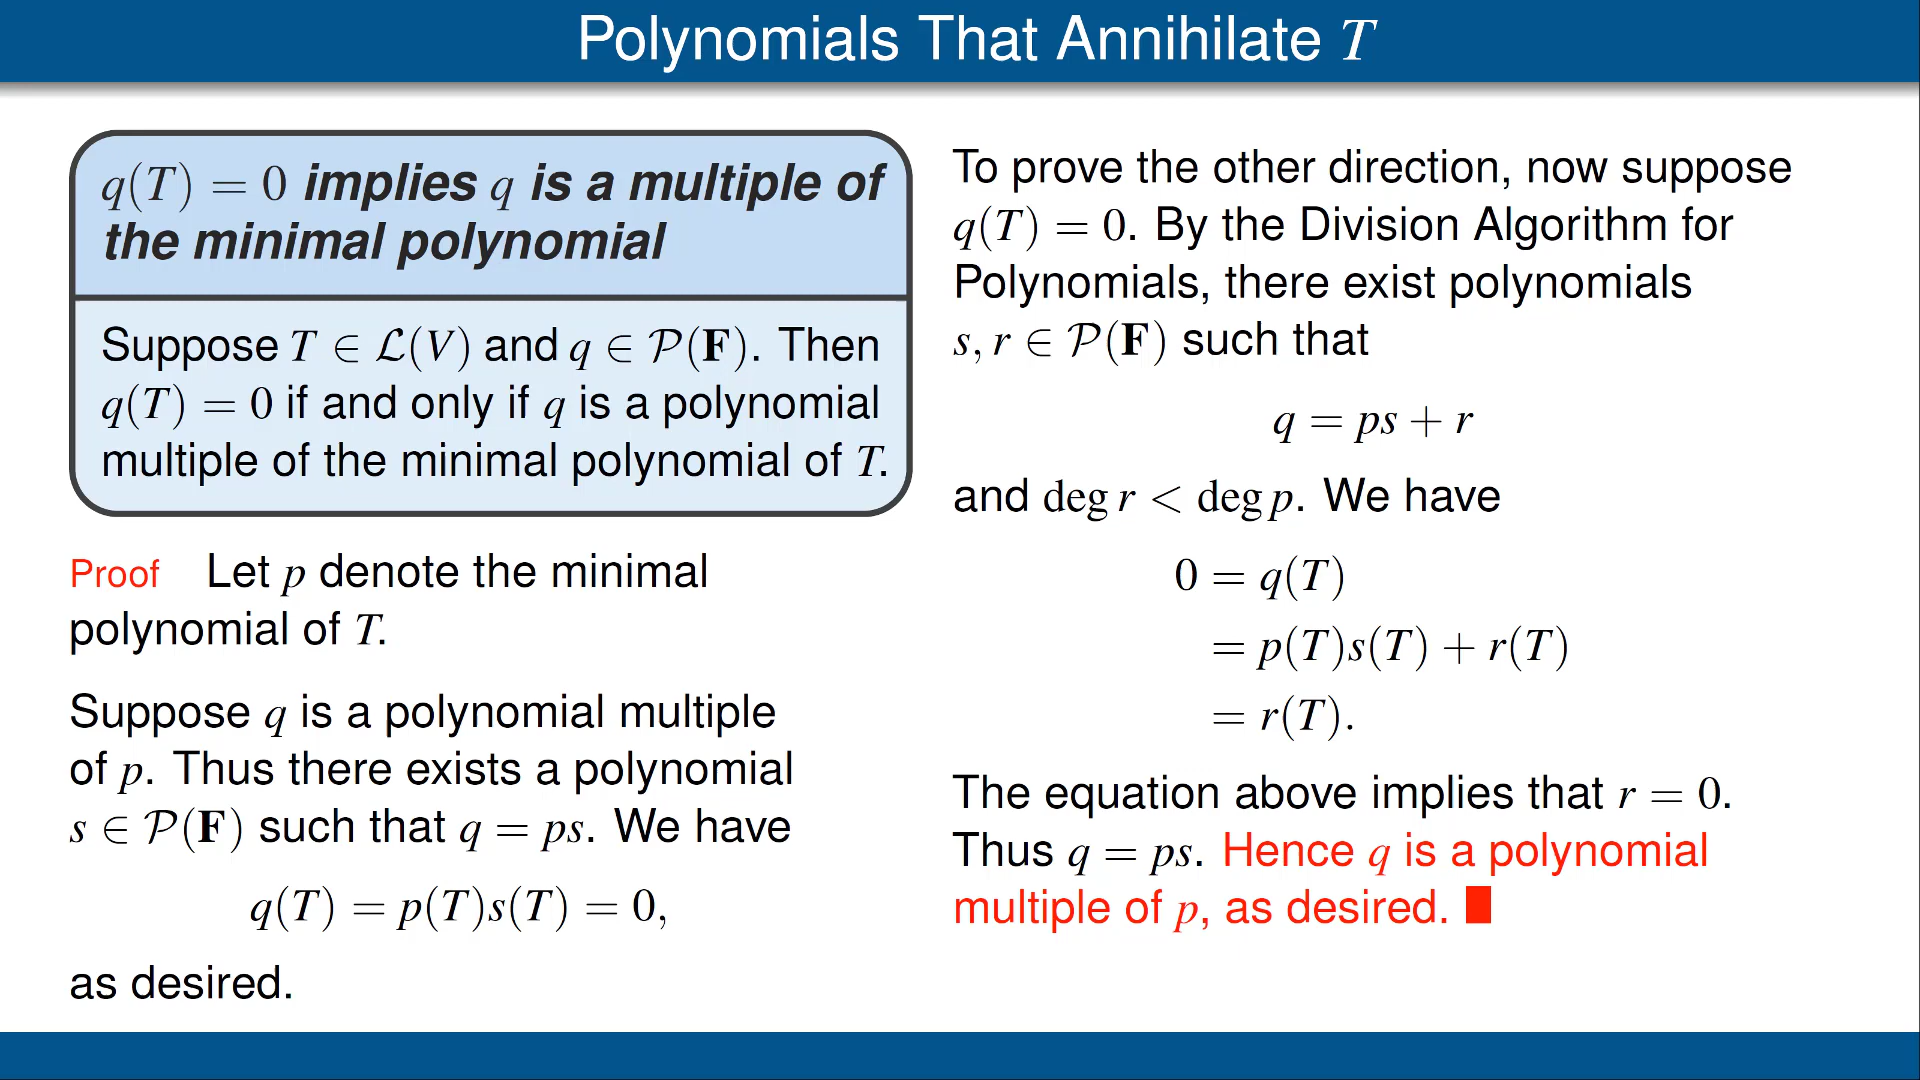 Polynomials That Annihilate T
q(T) = 0 implies q is a multiple of
the minimal polynomial
Suppose T ∈ ℒ(V) and q ∈ 𝒫(F). Then
q(T) = 0 if and only if q is a polynomial
multiple of the minimal polynomial of T.
Proof Let p denote the minimal
polynomial of T.
Suppose q is a polynomial multiple
of p. Thus there exists a polynomial
s ∈ 𝒫(F) such that q = ps. We have
q(T) = p(T)s(T) = 0,
as desired.
To prove the other direction, now suppose
q(T) = 0. By the Division Algorithm for
Polynomials, there exist polynomials
s, r ∈ 𝒫(F) such that
q = ps + r
and deg r < deg p. We have
0 = q(T)
= p(T)s(T) + r(T)
= r(T).
The equation above implies that r = 0.
Thus q = ps. Hence q is a polynomial
multiple of p, as desired. ■